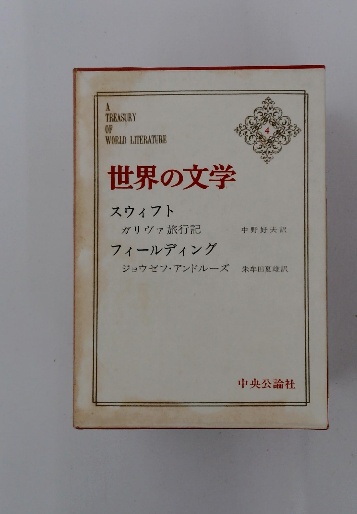 A
TREASURY
OF
WORLD LITERATURE
4
世界の文学
スウィフト
ガリヴァ旅行記 中野好夫訳
フィールディング
ジョウゼフ・アンドルーズ 朱牟田夏雄訳
中央公論社